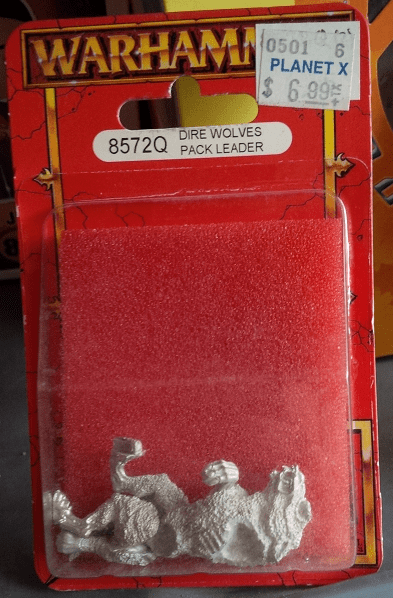 WARHAMM
0501 6
PLANET X
$ 6.99
8572Q
DIRE WOLVES
PACK LEADER